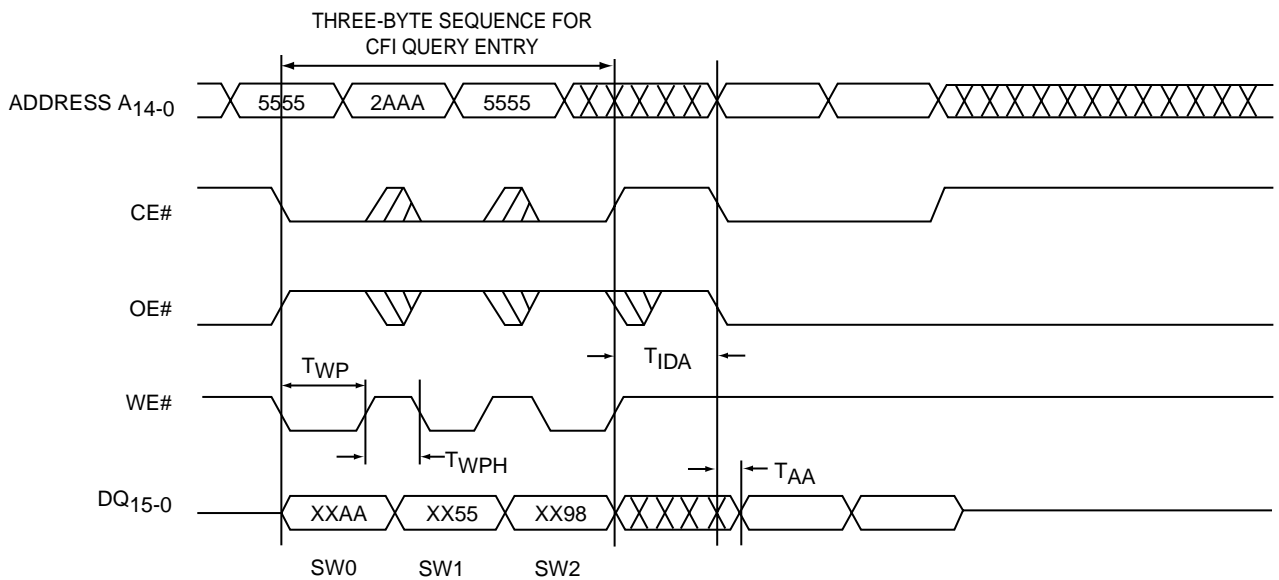 THREE-BYTE SEQUENCE FOR
CFI QUERY ENTRY
ADDRESS A14-0
5555 2AAA 5555
CE#
OE#
TIDA
TWP
WE#
TWPH
TAA
DQ15-0
XXAA XX55 XX98
SW0 SW1 SW2